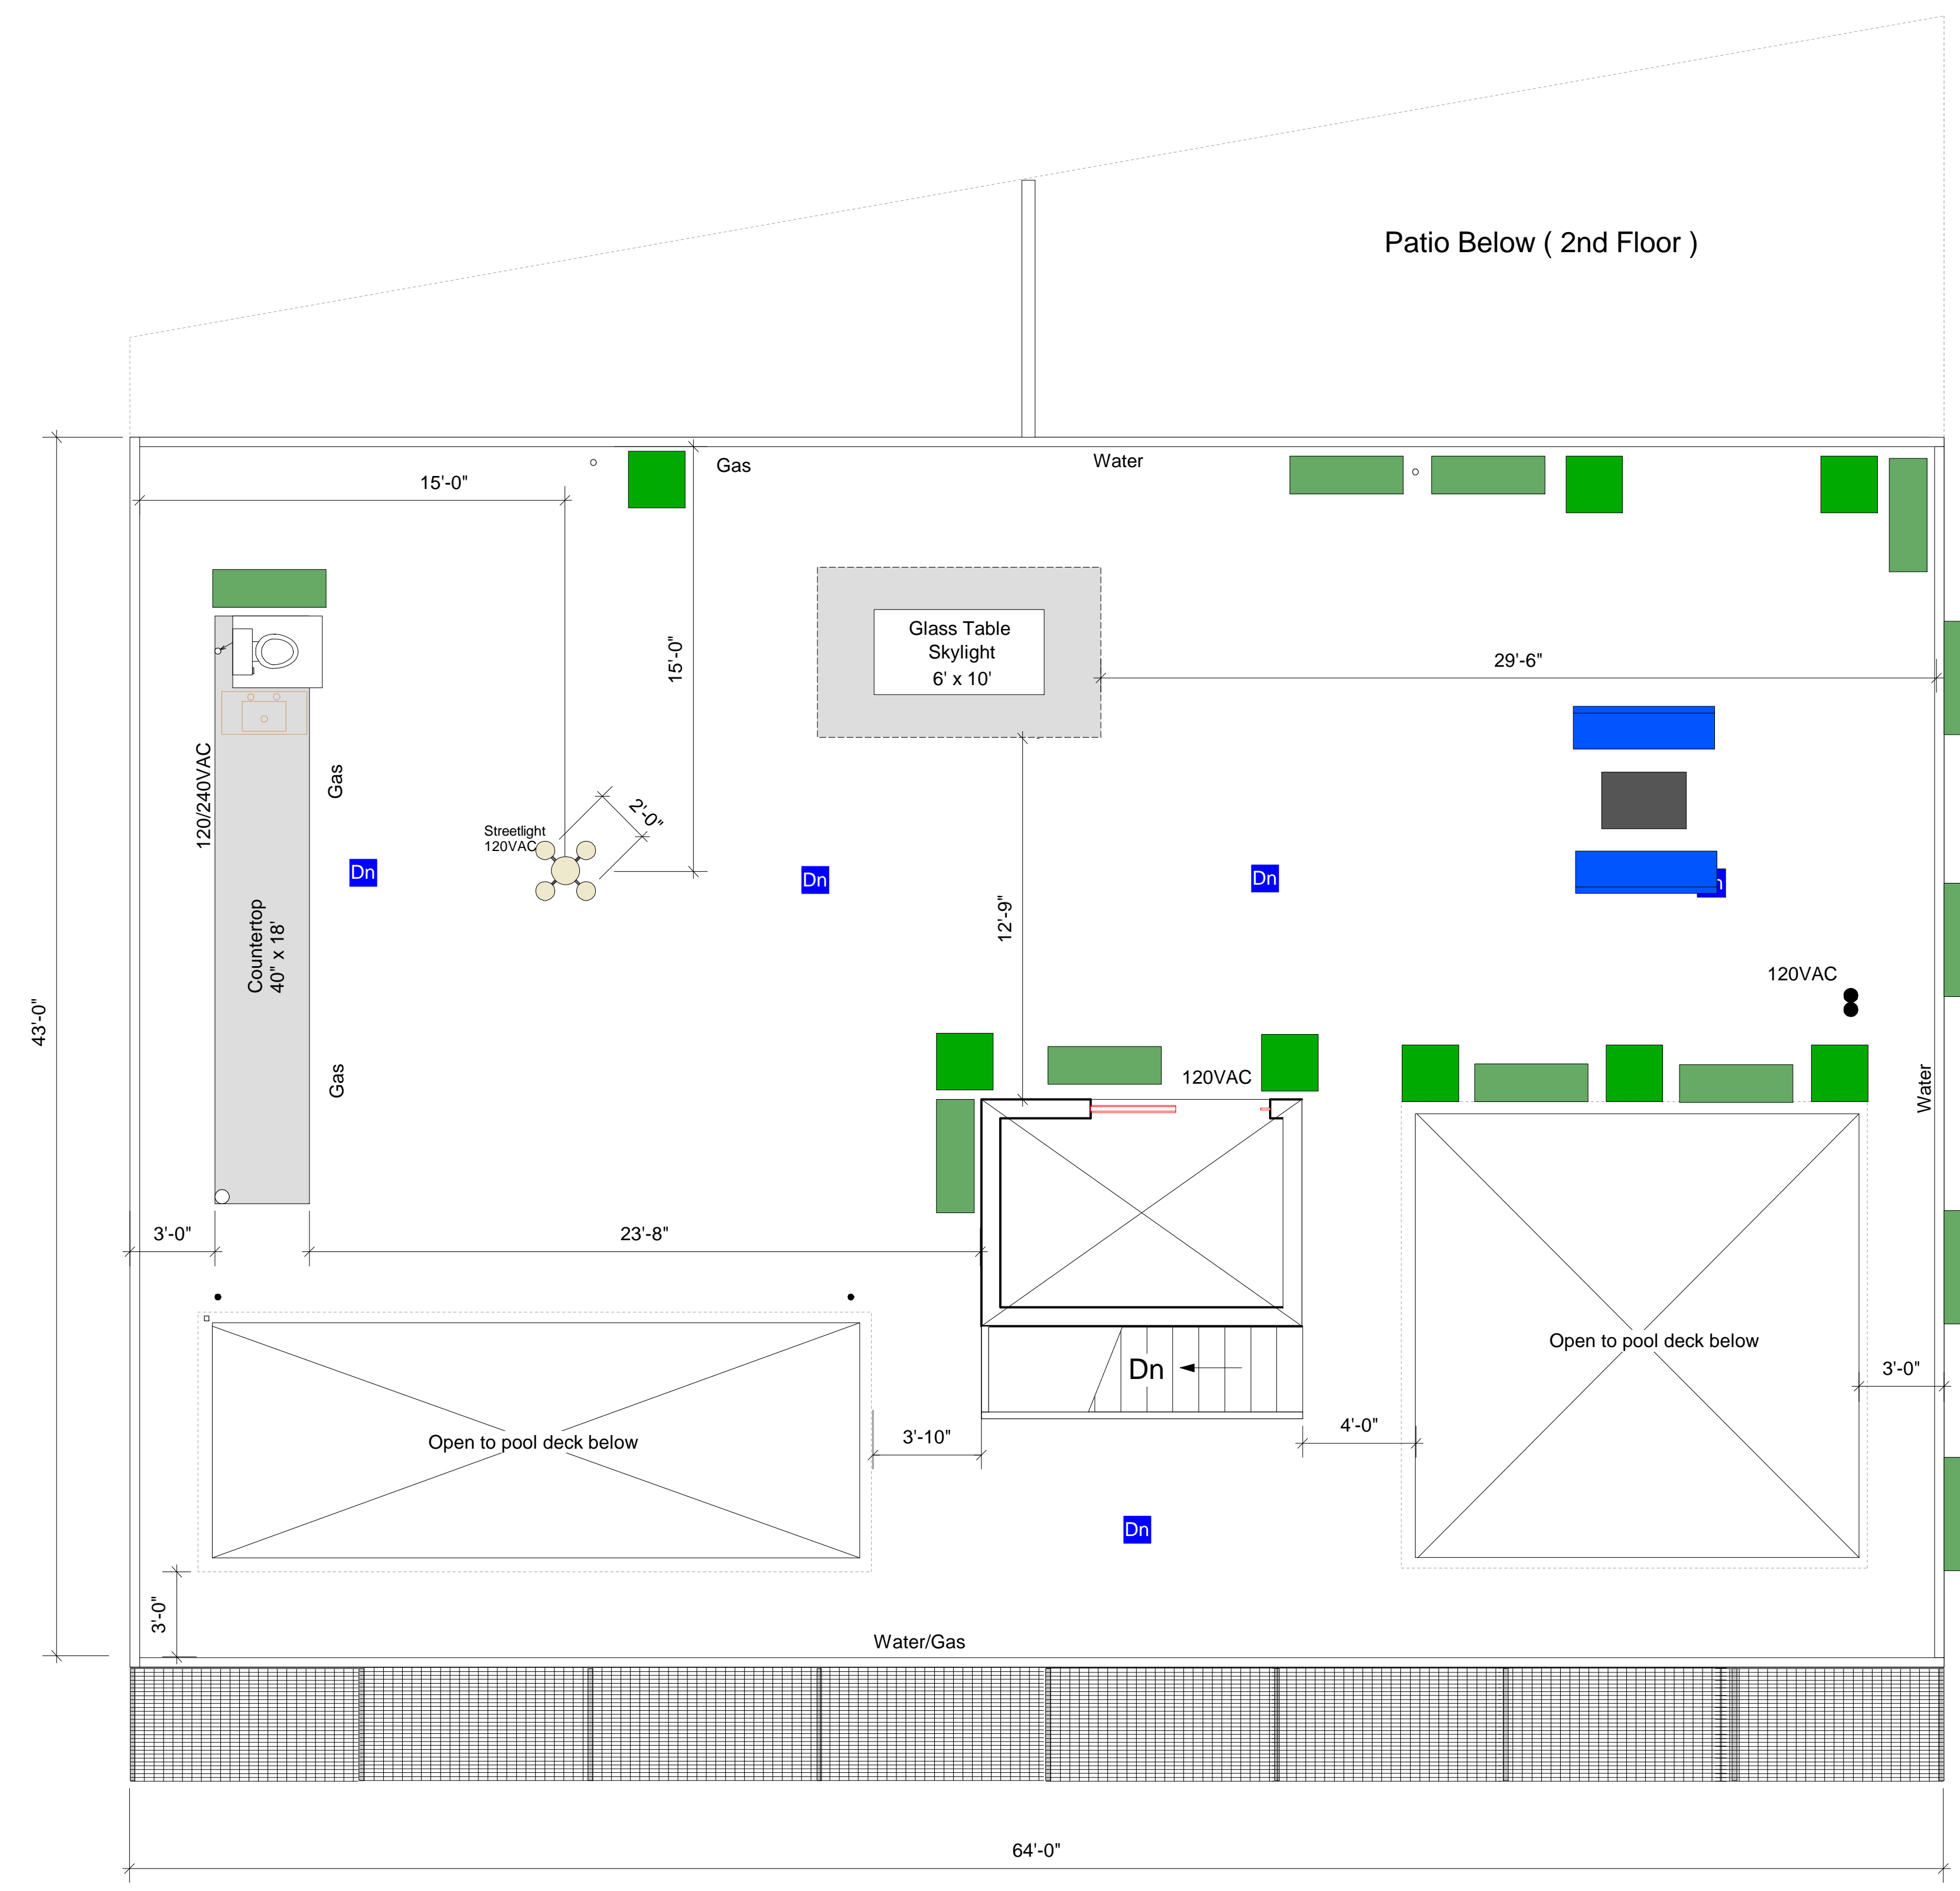 Patio Below ( 2nd Floor )
Gas
Water
15'-0"
15'-0"
Glass Table
Skylight
6' x 10'
29'-6"
120/240VAC
Gas
2'-0"
Streetlight
120VAC
Dn
Dn
Dn
n
Countertop
40" x 18'
12'-9"
120VAC
43'-0"
Gas
120VAC
Water
3'-0"
23'-8"
Dn
Open to pool deck below
3'-0"
Open to pool deck below
3'-10"
4'-0"
Dn
3'-0"
Water/Gas
64'-0"